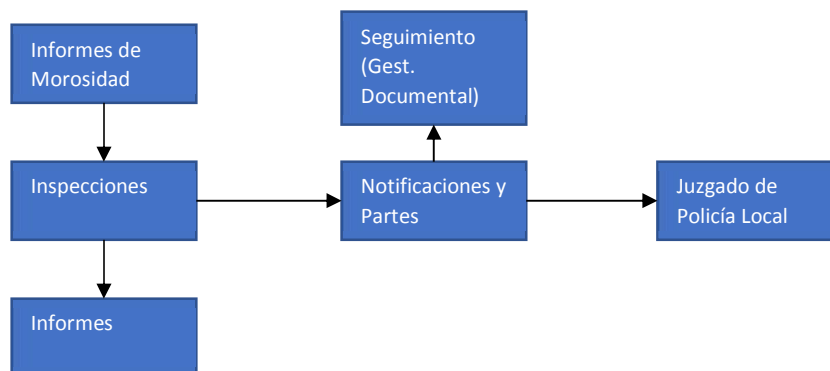 Informes de
Morosidad
Seguimiento
(Gest.
Documental)
Inspecciones
Notificaciones y
Partes
Juzgado de
Policía Local
Informes